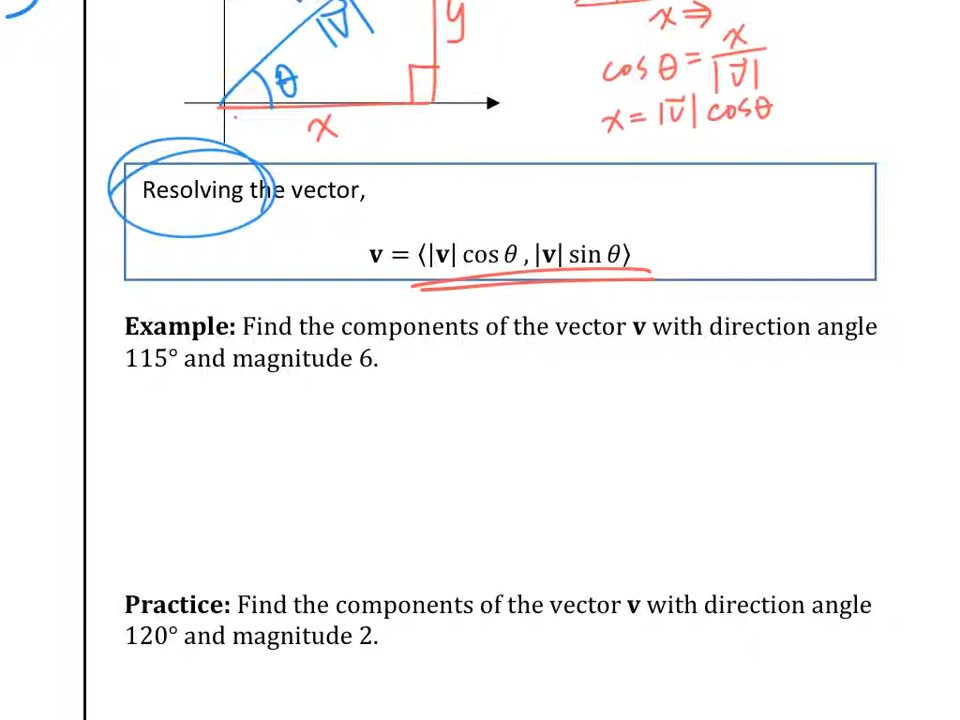 |v⃗|
y
θ
x
x ⇒
cos θ = x / |v⃗|
x = |v⃗| cosθ
Resolving the vector,
v = ⟨|v| cos θ , |v| sin θ⟩
Example: Find the components of the vector v with direction angle
115° and magnitude 6.
Practice: Find the components of the vector v with direction angle
120° and magnitude 2.